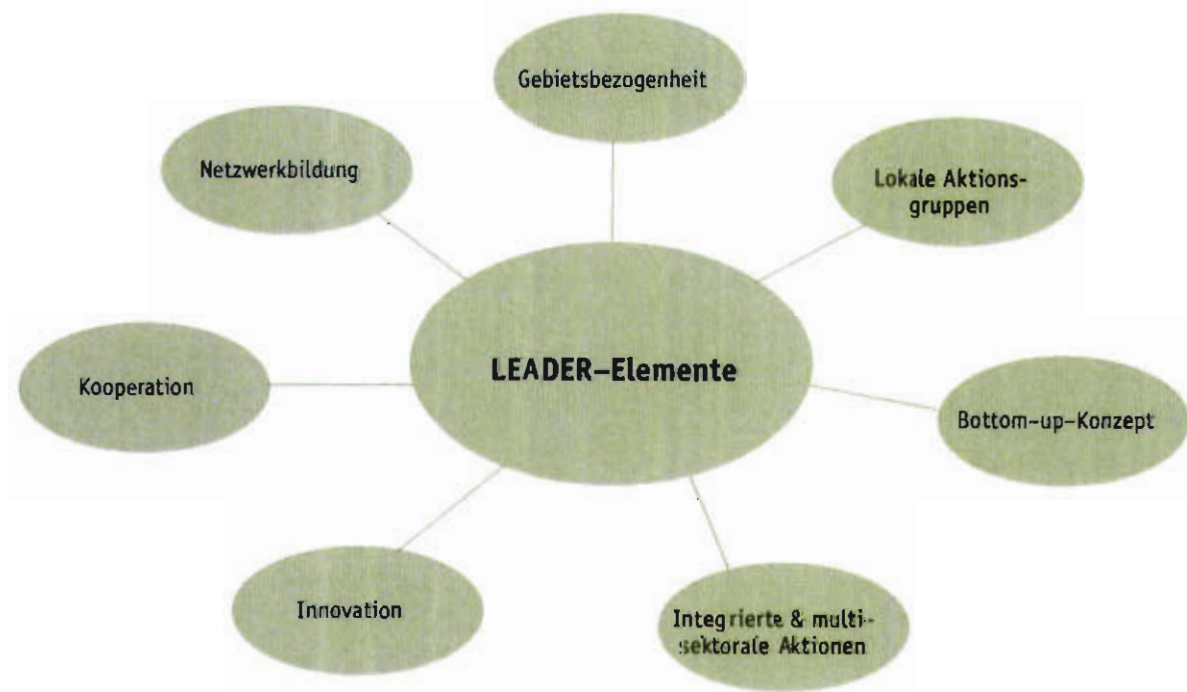 Gebietsbezogenheit
Netzwerkbildung
Lokale Aktions-
gruppen
LEADER–Elemente
Kooperation
Bottom-up-Konzept
Innovation
Integrierte & multi-
sektorale Aktionen